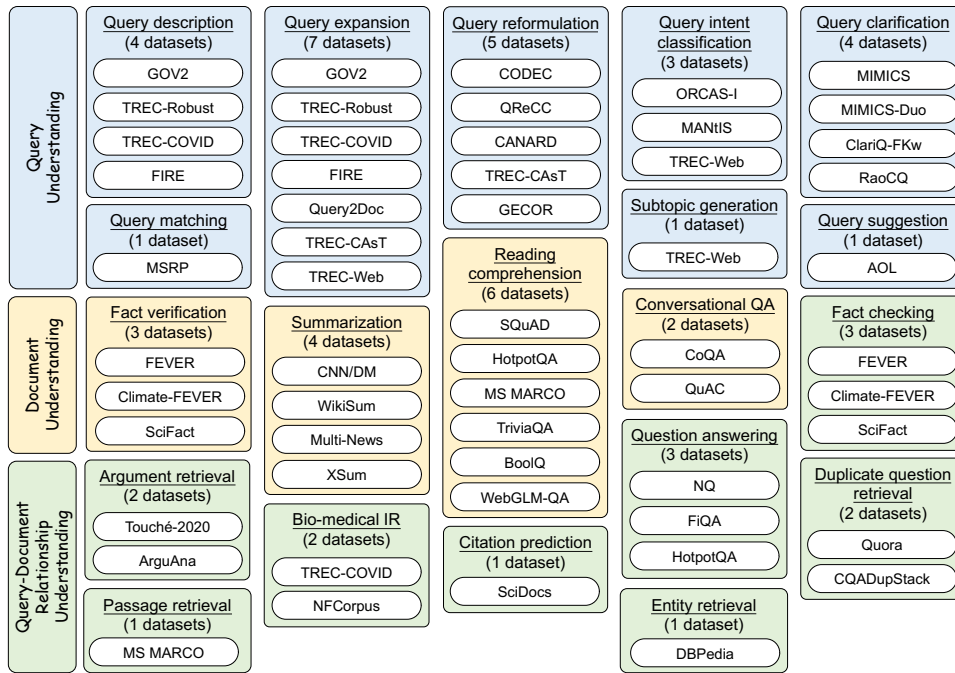 Query
Understanding
Query description
(4 datasets)
GOV2
TREC-Robust
TREC-COVID
FIRE
Query matching
(1 dataset)
MSRP
Query expansion
(7 datasets)
GOV2
TREC-Robust
TREC-COVID
FIRE
Query2Doc
TREC-CAsT
TREC-Web
Query reformulation
(5 datasets)
CODEC
QReCC
CANARD
TREC-CAsT
GECOR
Query intent
classification
(3 datasets)
ORCAS-I
MANtIS
TREC-Web
Subtopic generation
(1 dataset)
TREC-Web
Query clarification
(4 datasets)
MIMICS
MIMICS-Duo
ClariQ-FKw
RaoCQ
Query suggestion
(1 dataset)
AOL
Document
Understanding
Fact verification
(3 datasets)
FEVER
Climate-FEVER
SciFact
Summarization
(4 datasets)
CNN/DM
WikiSum
Multi-News
XSum
Reading
comprehension
(6 datasets)
SQuAD
HotpotQA
MS MARCO
TriviaQA
BoolQ
WebGLM-QA
Conversational QA
(2 datasets)
CoQA
QuAC
Query-Document
Relationship
Understanding
Argument retrieval
(2 datasets)
Touché-2020
ArguAna
Passage retrieval
(1 datasets)
MS MARCO
Bio-medical IR
(2 datasets)
TREC-COVID
NFCorpus
Citation prediction
(1 dataset)
SciDocs
Question answering
(3 datasets)
NQ
FiQA
HotpotQA
Entity retrieval
(1 dataset)
DBPedia
Fact checking
(3 datasets)
FEVER
Climate-FEVER
SciFact
Duplicate question
retrieval
(2 datasets)
Quora
CQADupStack